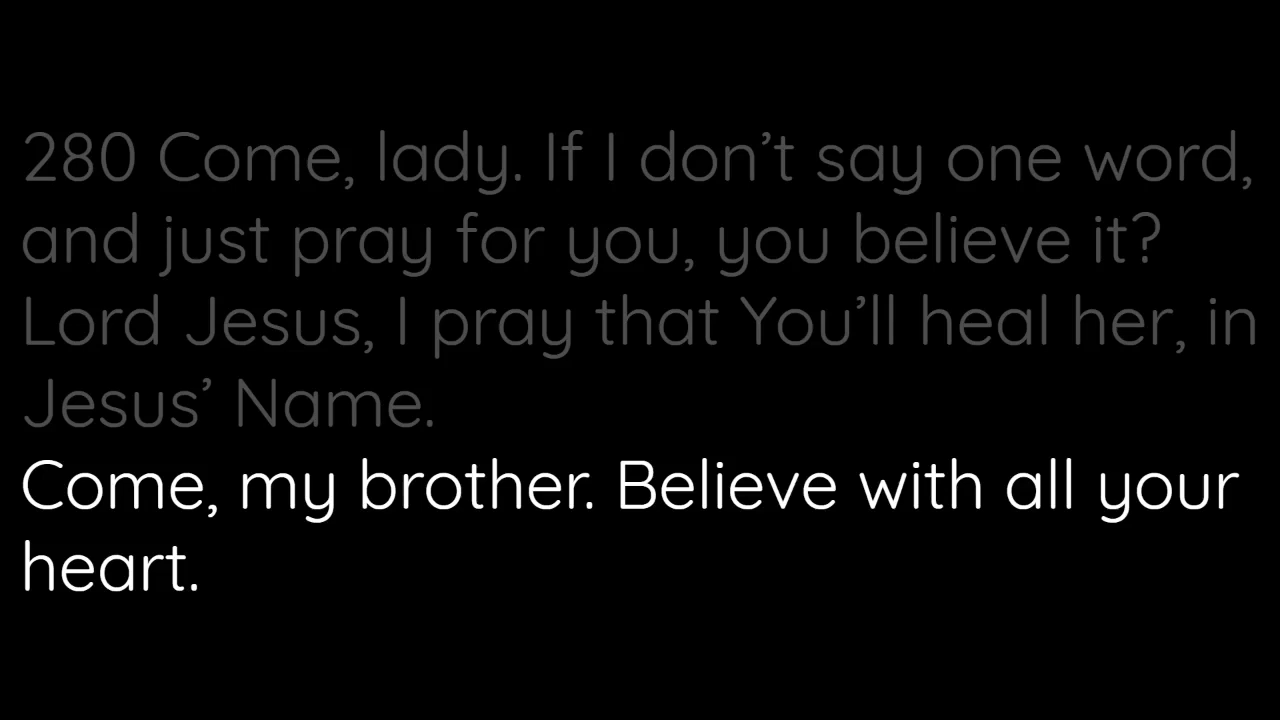 280 Come, lady. If I don’t say one word,
and just pray for you, you believe it?
Lord Jesus, I pray that You’ll heal her, in
Jesus’ Name.
Come, my brother. Believe with all your
heart.